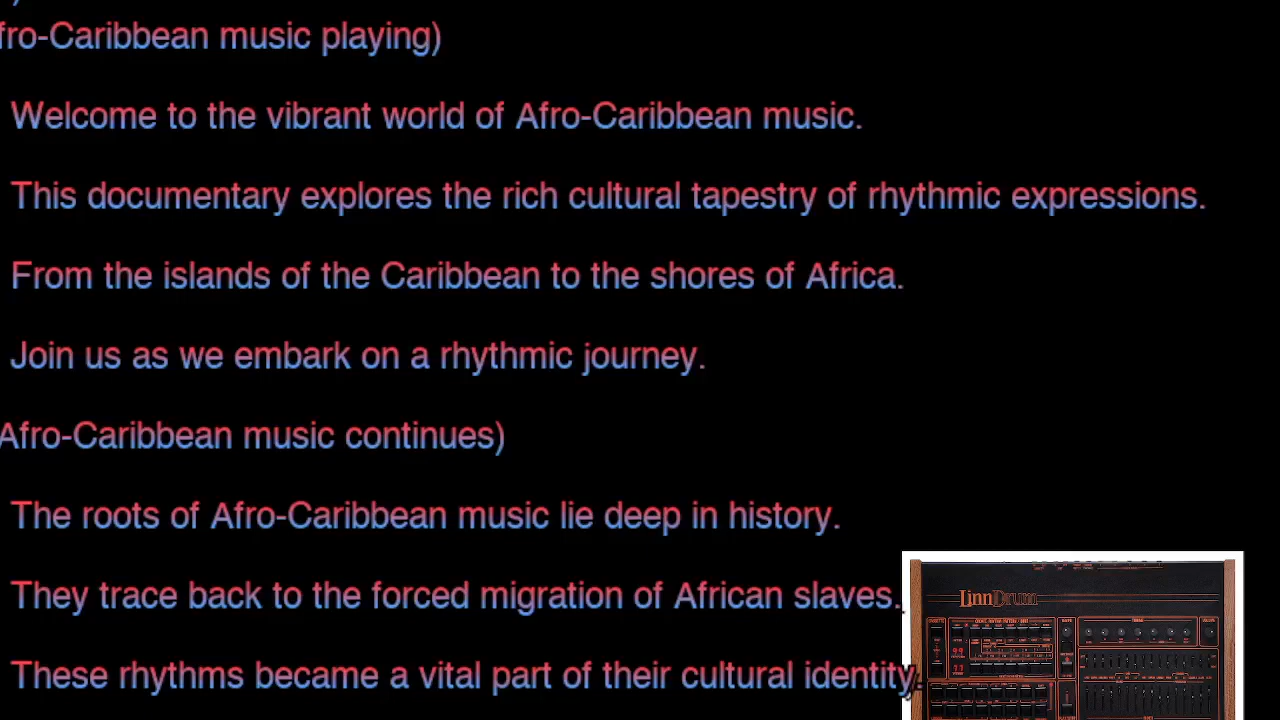 fro-Caribbean music playing)
Welcome to the vibrant world of Afro-Caribbean music.
This documentary explores the rich cultural tapestry of rhythmic expressions.
From the islands of the Caribbean to the shores of Africa.
Join us as we embark on a rhythmic journey.
Afro-Caribbean music continues)
The roots of Afro-Caribbean music lie deep in history.
They trace back to the forced migration of African slaves.
LinnDrum
These rhythms became a vital part of their cultural identity.